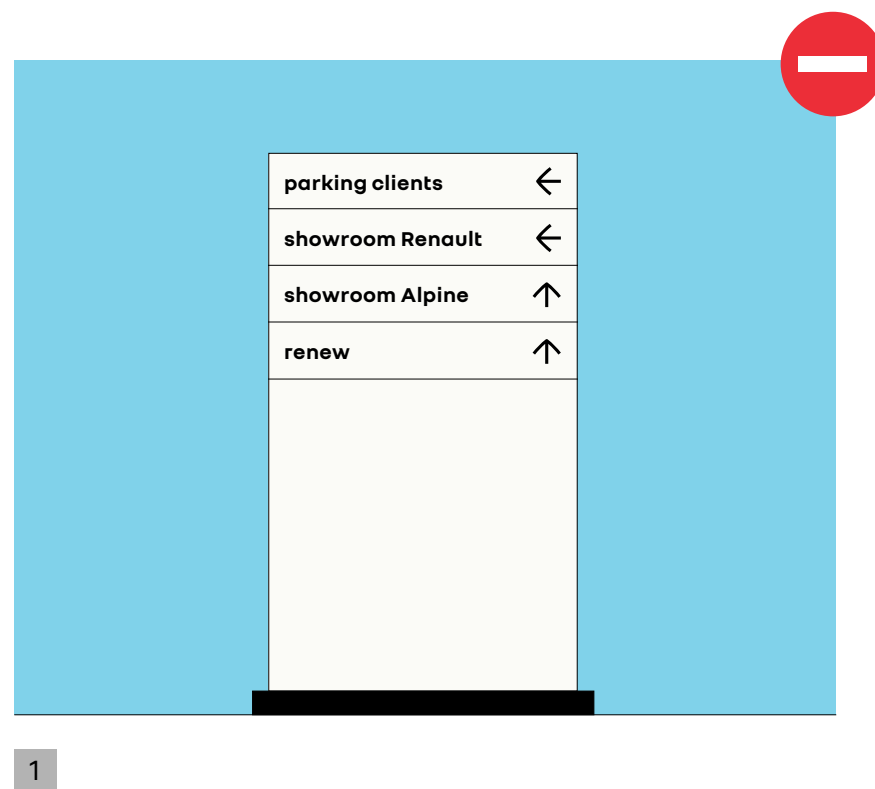 parking clients ←
showroom Renault ←
showroom Alpine ↑
renew ↑
1